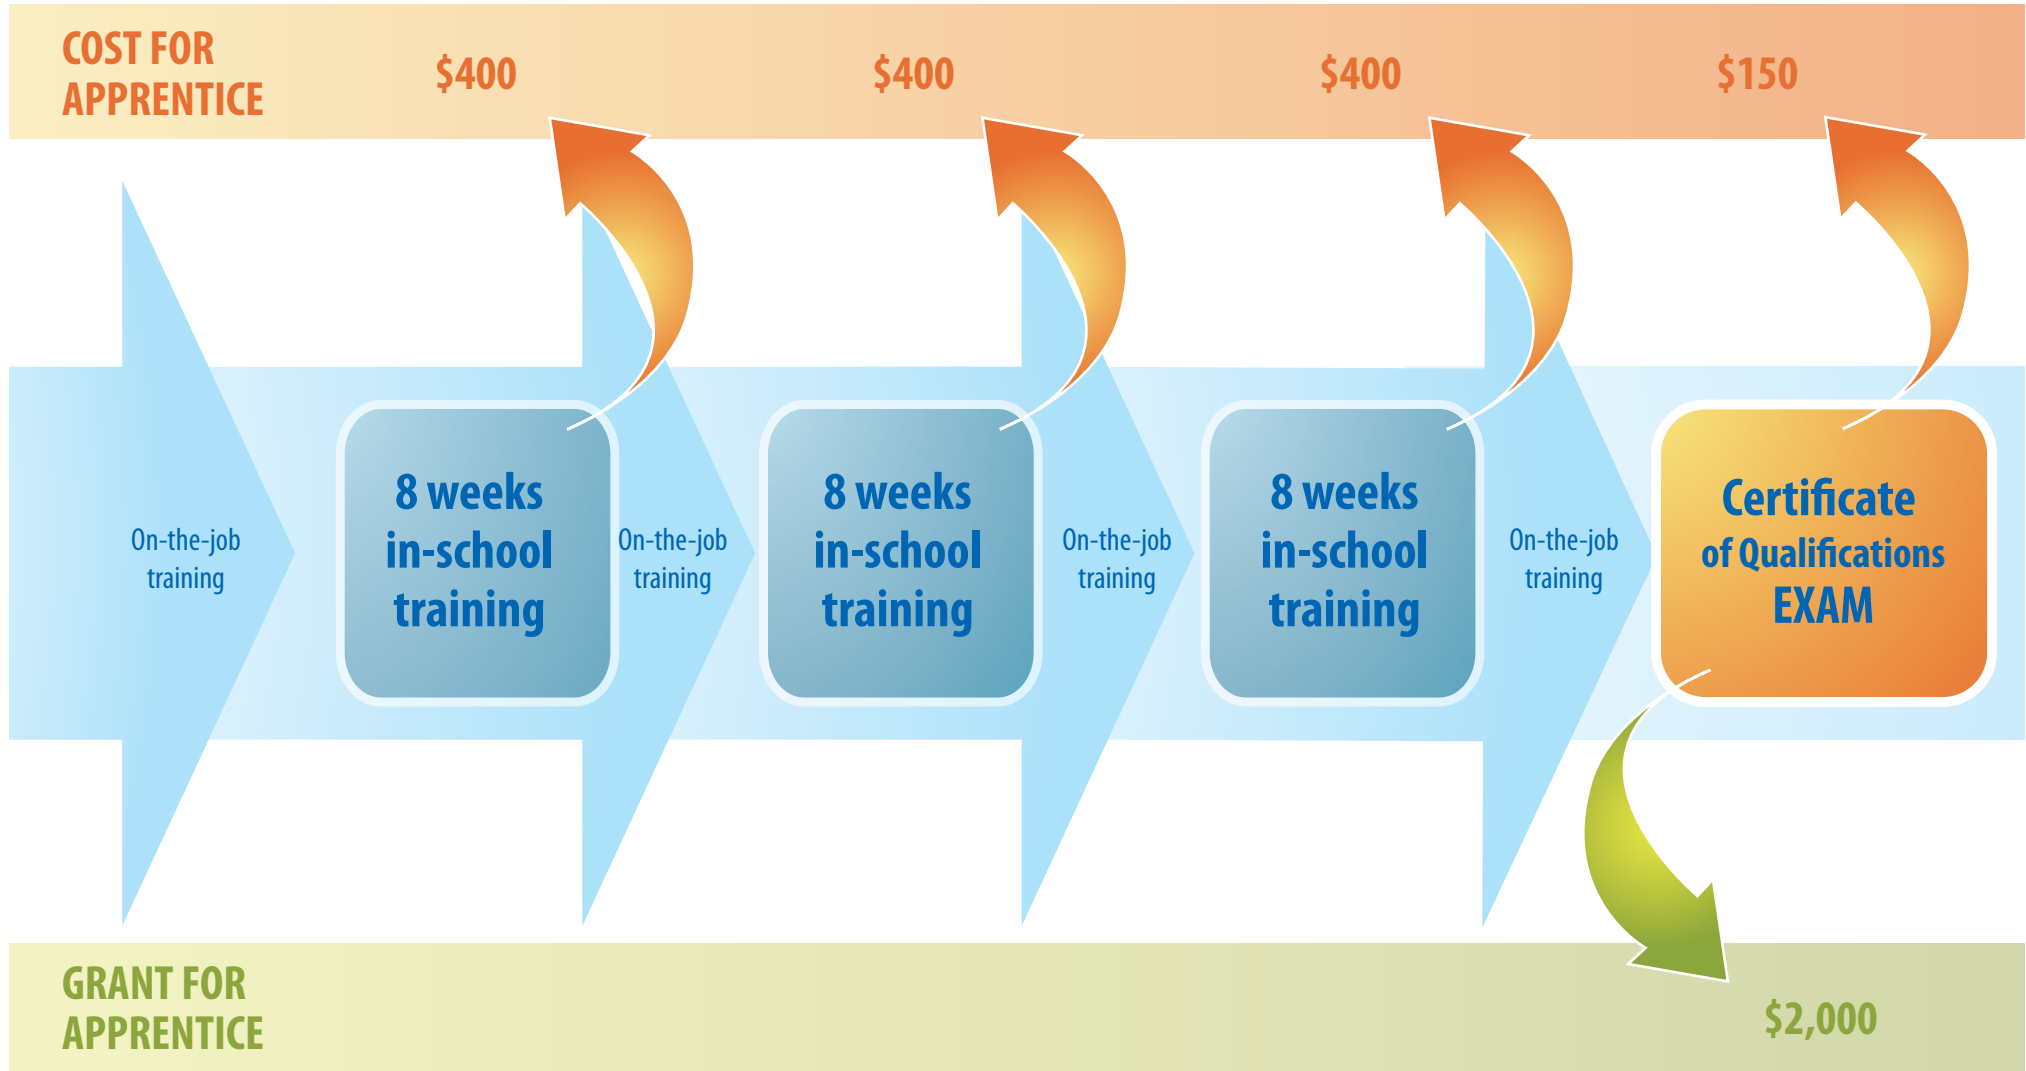 COST FOR
APPRENTICE
$400
$400
$400
$150
On-the-job
training
8 weeks
in-school
training
On-the-job
training
8 weeks
in-school
training
On-the-job
training
8 weeks
in-school
training
On-the-job
training
Certificate
of Qualifications
EXAM
GRANT FOR
APPRENTICE
$2,000